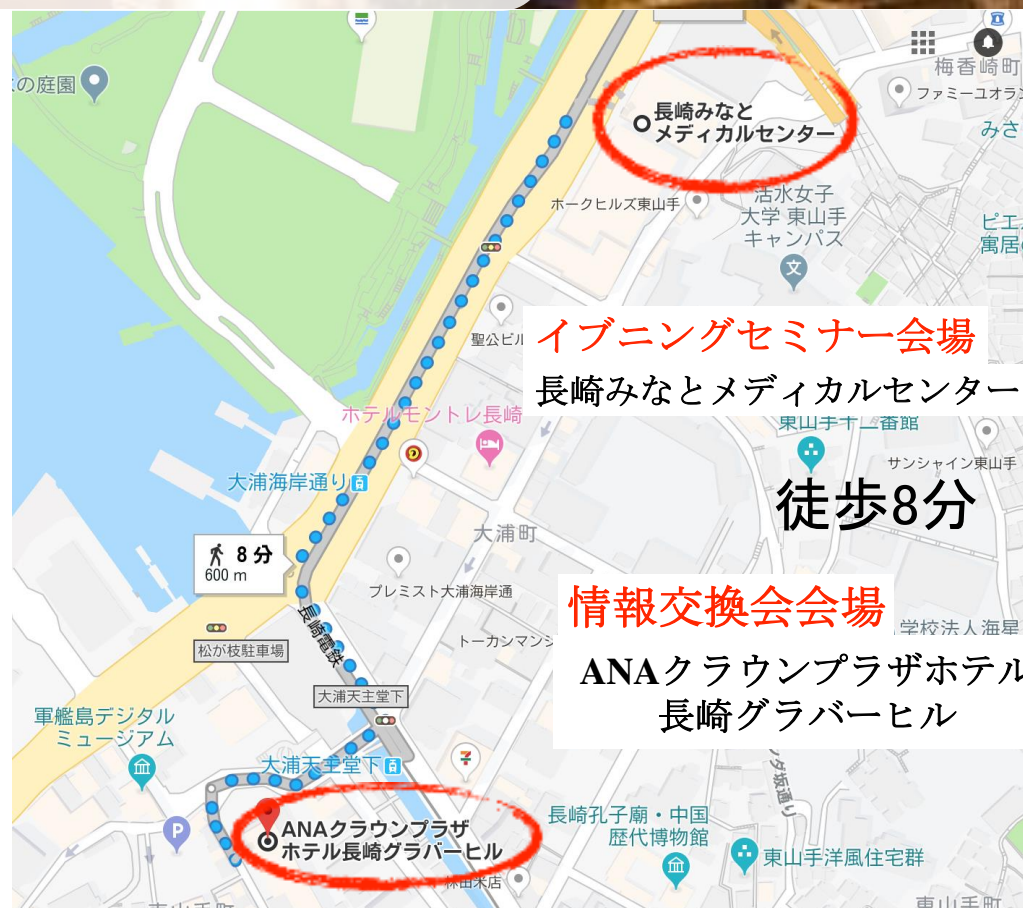 の庭園
梅香崎町
ファミーユオラン
長崎みなと
メディカルセンター
みさ
ホークヒルズ東山手
活水女子
大学 東山手
キャンパス
文
ピエ
寓居
聖公ビル
イブニングセミナー会場
長崎みなとメディカルセンター
ホテルモントレ長崎
東山手十二番館
サンシャイン東山手
大浦海岸通り
徒歩8分
大浦町
8 分
600 m
プレミスト大浦海岸通
情報交換会会場
長崎電鉄
学校法人海星
松が枝駐車場
トーカンマンシ
ANAクラウンプラザホテル
長崎グラバーヒル
大浦天主堂下
軍艦島デジタル
ミュージアム
大浦天主堂下
7
P
ANAクラウンプラザ
ホテル長崎グラバーヒル
長崎孔子廟・中国
歴代博物館
東山手洋風住宅群
東山手町